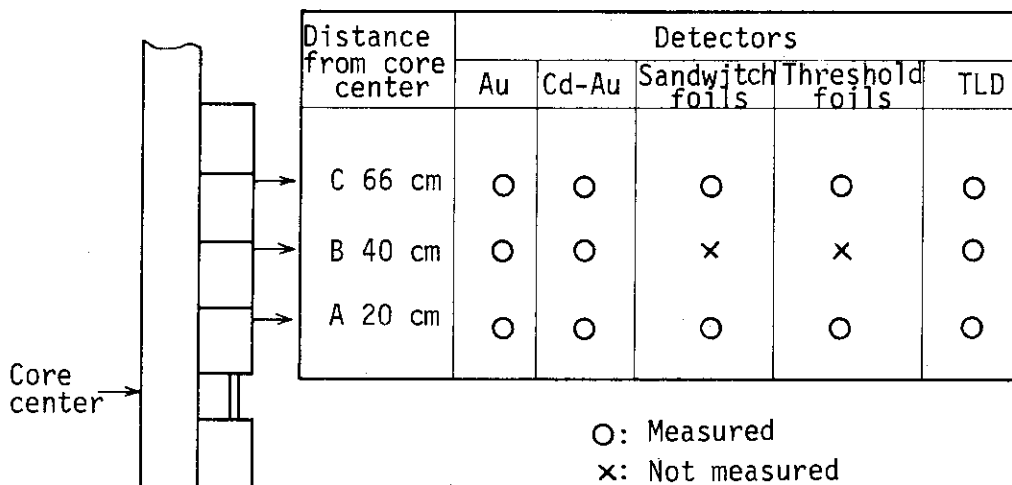 Distance from core center
Detectors
Au
Cd-Au
Sandwitch foils
Threshold foils
TLD
C 66 cm ○ ○ ○ ○ ○
B 40 cm ○ ○ × × ○
A 20 cm ○ ○ ○ ○ ○
Core
center
○: Measured
×: Not measured